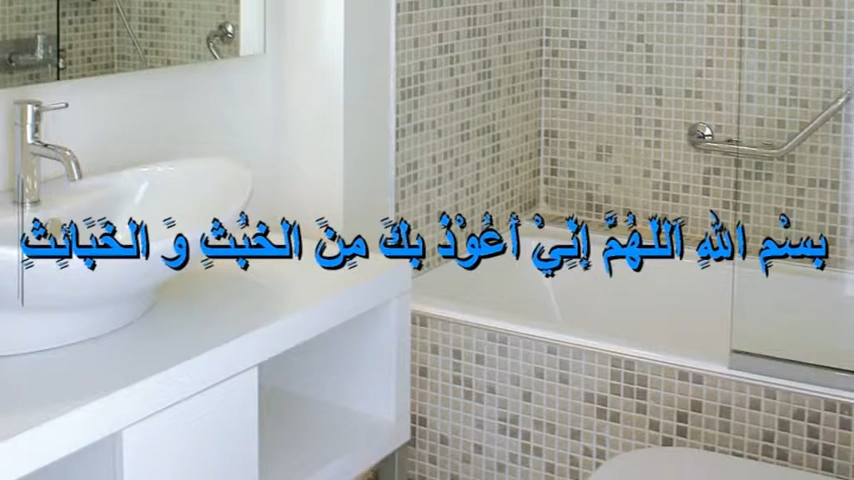 بِسْمِ اللهِ اَللّٰهُمَّ اِنِّيْ أَعُوْذُ بِكَ مِنَ الخُبُثِ وَ الخَبَائِثِ